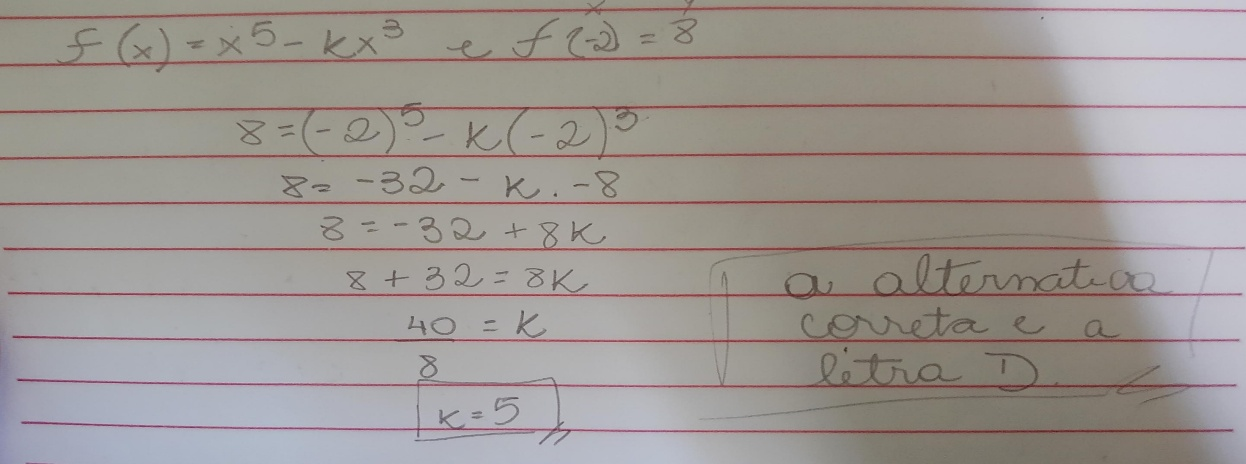 x y
f(x) = x⁵ - kx³ e f(-2) = 8
8 = (-2)⁵ - k(-2)³
8 = -32 - k . -8
8 = -32 + 8k
8 + 32 = 8k
40 = k
8
k = 5
a alternativa
correta e a
letra D.